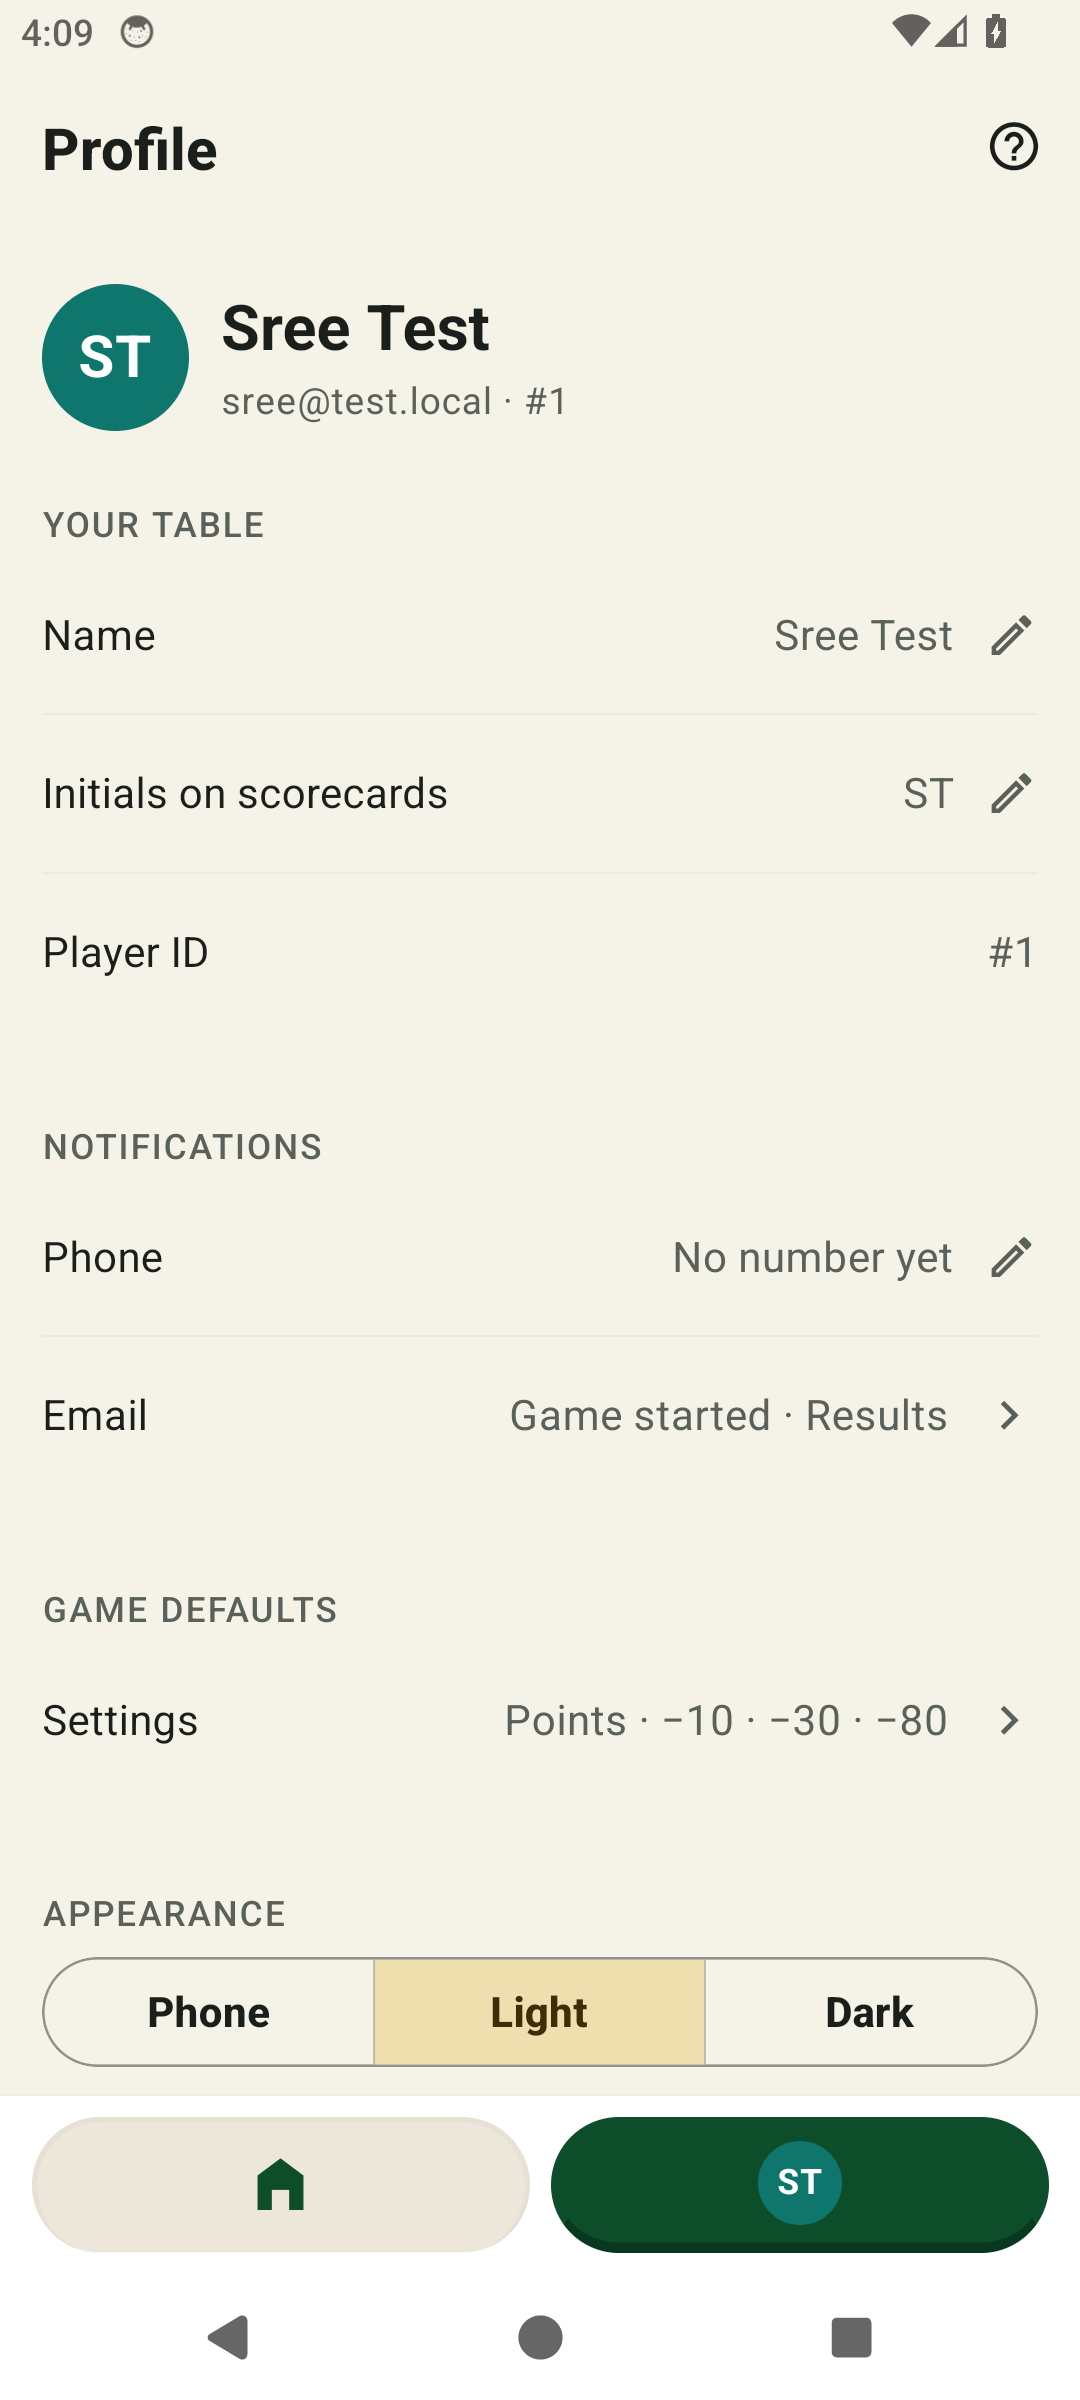 4:09
Profile
ST
Sree Test
sree@test.local · #1
YOUR TABLE
Name Sree Test
Initials on scorecards ST
Player ID #1
NOTIFICATIONS
Phone No number yet
Email Game started · Results
GAME DEFAULTS
Settings Points · −10 · −30 · −80
APPEARANCE
Phone Light Dark
ST